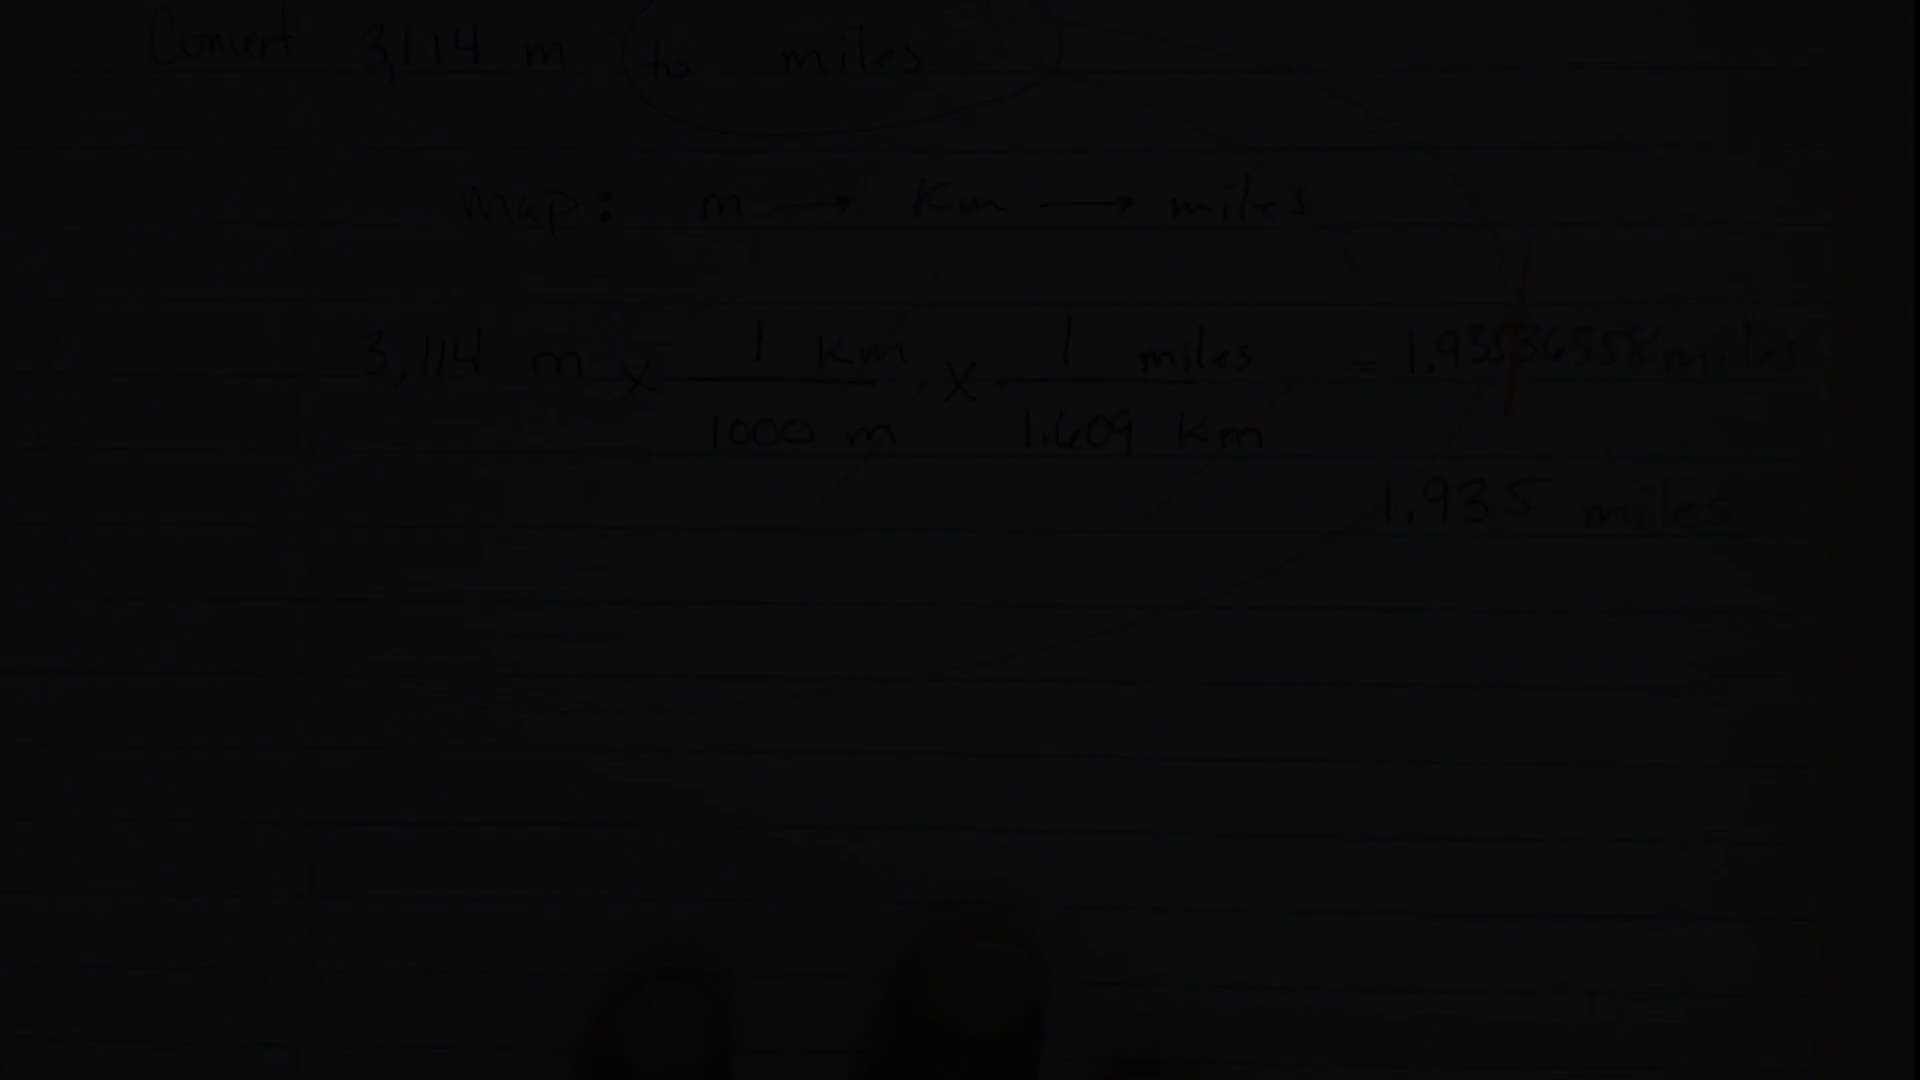 Convert 3,114 m to miles
map: m → Km → miles
3,114 m x 1 Km / 1000 m x 1 miles / 1.609 Km = 1.93536558 miles
1.935 miles